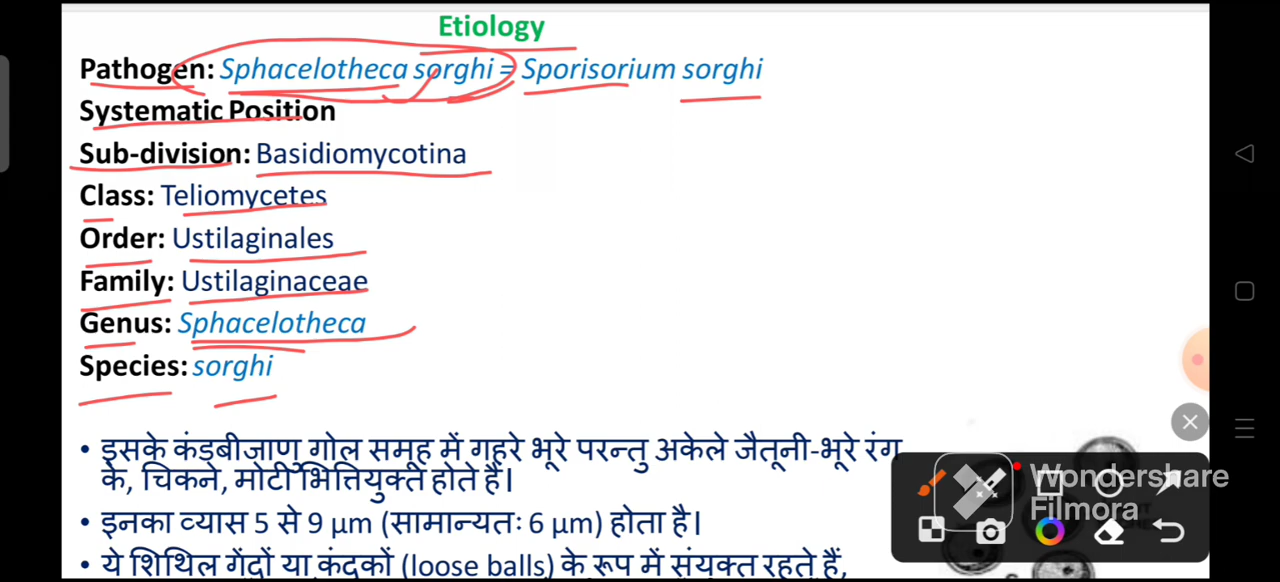 Etiology
Pathogen: Sphacelotheca sorghi = Sporisorium sorghi
Systematic Position
Sub-division: Basidiomycotina
Class: Teliomycetes
Order: Ustilaginales
Family: Ustilaginaceae
Genus: Sphacelotheca
Species: sorghi
• इसके कंडबीजाणु गोल समूह में गहरे भूरे परन्तु अकेले जैतूनी-भूरे रंग
के, चिकने, मोटी भित्तियुक्त होते हैं।
• इनका व्यास 5 से 9 µm (सामान्यतः 6 µm) होता है।
• ये शिथिल गेंदों या कंदकों (loose balls) के रूप में संयक्त रहते हैं,
Wondershare
Filmora